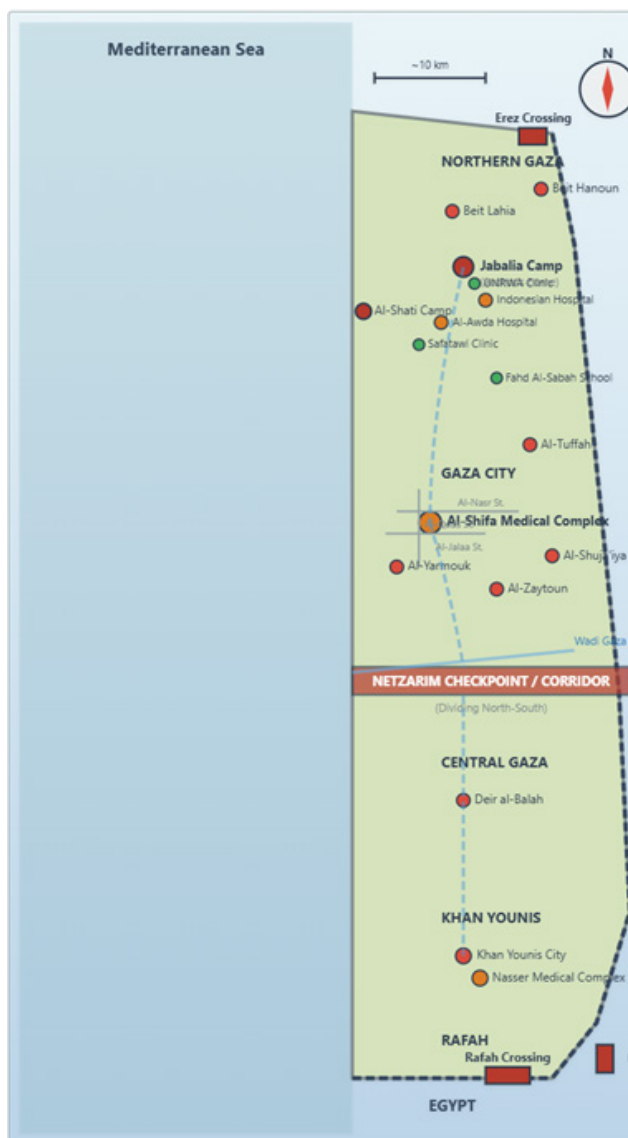 Mediterranean Sea
~10 km
N
Erez Crossing
NORTHERN GAZA
Beit Hanoun
Beit Lahia
Jabalia Camp
UNRWA Clinic
Indonesian Hospital
Al-Shati Camp
Al-Awda Hospital
Safatawi Clinic
Fahd Al-Sabah School
Al-Tuffah
GAZA CITY
Al-Nasr St.
Al-Shifa Medical Complex
Al-Jalaa St.
Al-Shuja'iya
Al-Yarmouk
Al-Zaytoun
Wadi Gaza
NETZARIM CHECKPOINT / CORRIDOR
(Dividing North-South)
CENTRAL GAZA
Deir al-Balah
KHAN YOUNIS
Khan Younis City
Nasser Medical Complex
RAFAH
Rafah Crossing
EGYPT